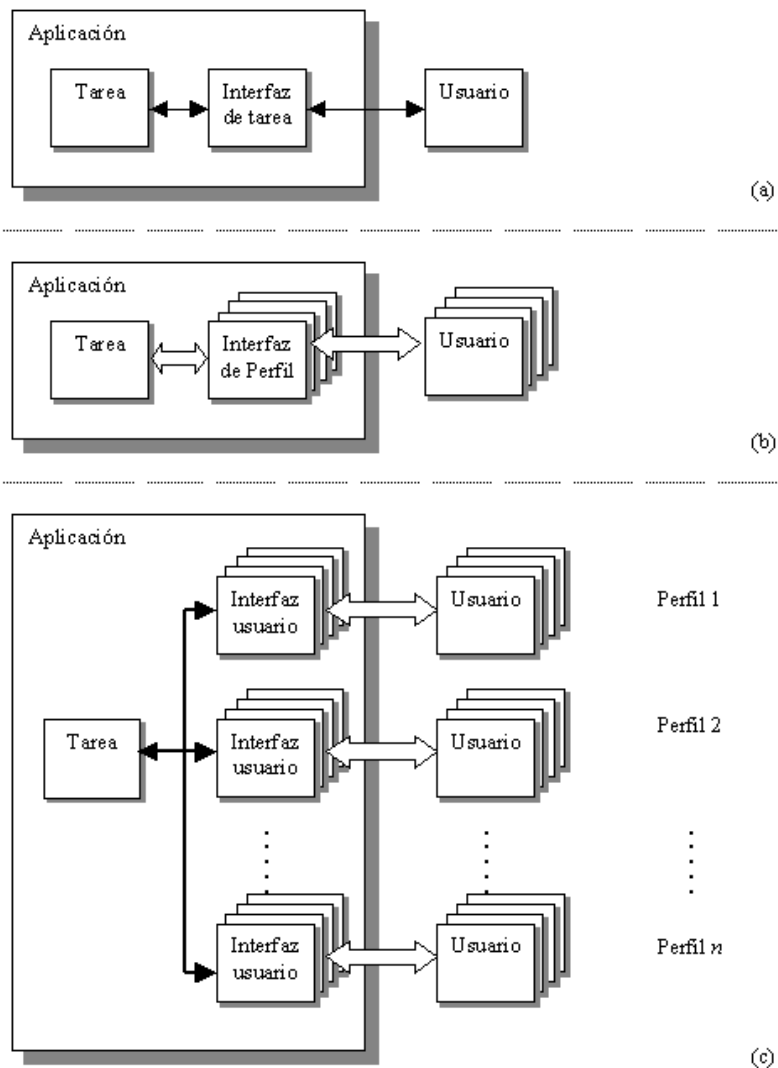 Aplicación
Tarea
Interfaz
de tarea
Usuario
(a)
Aplicación
Tarea
Interfaz
de Perfil
Usuario
(b)
Aplicación
Interfaz
usuario
Usuario
Perfil 1
Tarea
Interfaz
usuario
Usuario
Perfil 2
Interfaz
usuario
Usuario
Perfil n
(c)